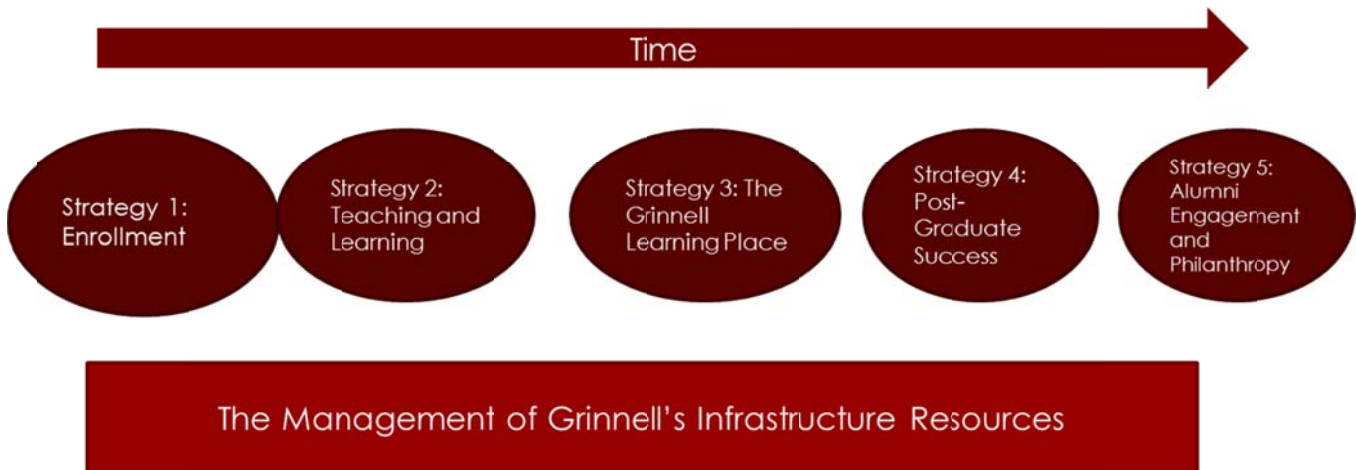 Time
Strategy 1:
Enrollment
Strategy 2:
Teaching and
Learning
Strategy 3: The
Grinnell
Learning Place
Strategy 4:
Post-
Graduate
Success
Strategy 5:
Alumni
Engagement
and
Philanthropy
The Management of Grinnell’s Infrastructure Resources